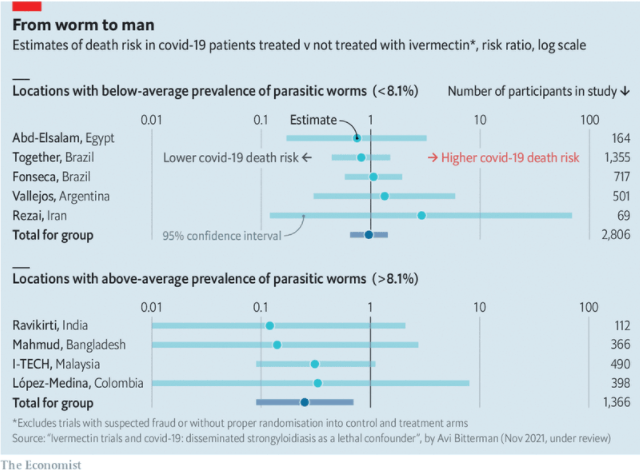 From worm to man
Estimates of death risk in covid-19 patients treated v not treated with ivermectin*, risk ratio, log scale
Locations with below-average prevalence of parasitic worms (<8.1%)
Number of participants in study ↓
0.01 0.1 1 10 100
Estimate
Abd-Elsalam, Egypt 164
Together, Brazil 1,355
Lower covid-19 death risk ←
→ Higher covid-19 death risk
Fonseca, Brazil 717
Vallejos, Argentina 501
Rezai, Iran 69
Total for group 2,806
95% confidence interval
Locations with above-average prevalence of parasitic worms (>8.1%)
0.01 0.1 1 10 100
Ravikirti, India 112
Mahmud, Bangladesh 366
I-TECH, Malaysia 490
López-Medina, Colombia 398
Total for group 1,366
*Excludes trials with suspected fraud or without proper randomisation into control and treatment arms
Source: "Ivermectin trials and covid-19: disseminated strongyloidiasis as a lethal confounder", by Avi Bitterman (Nov 2021, under review)
The Economist